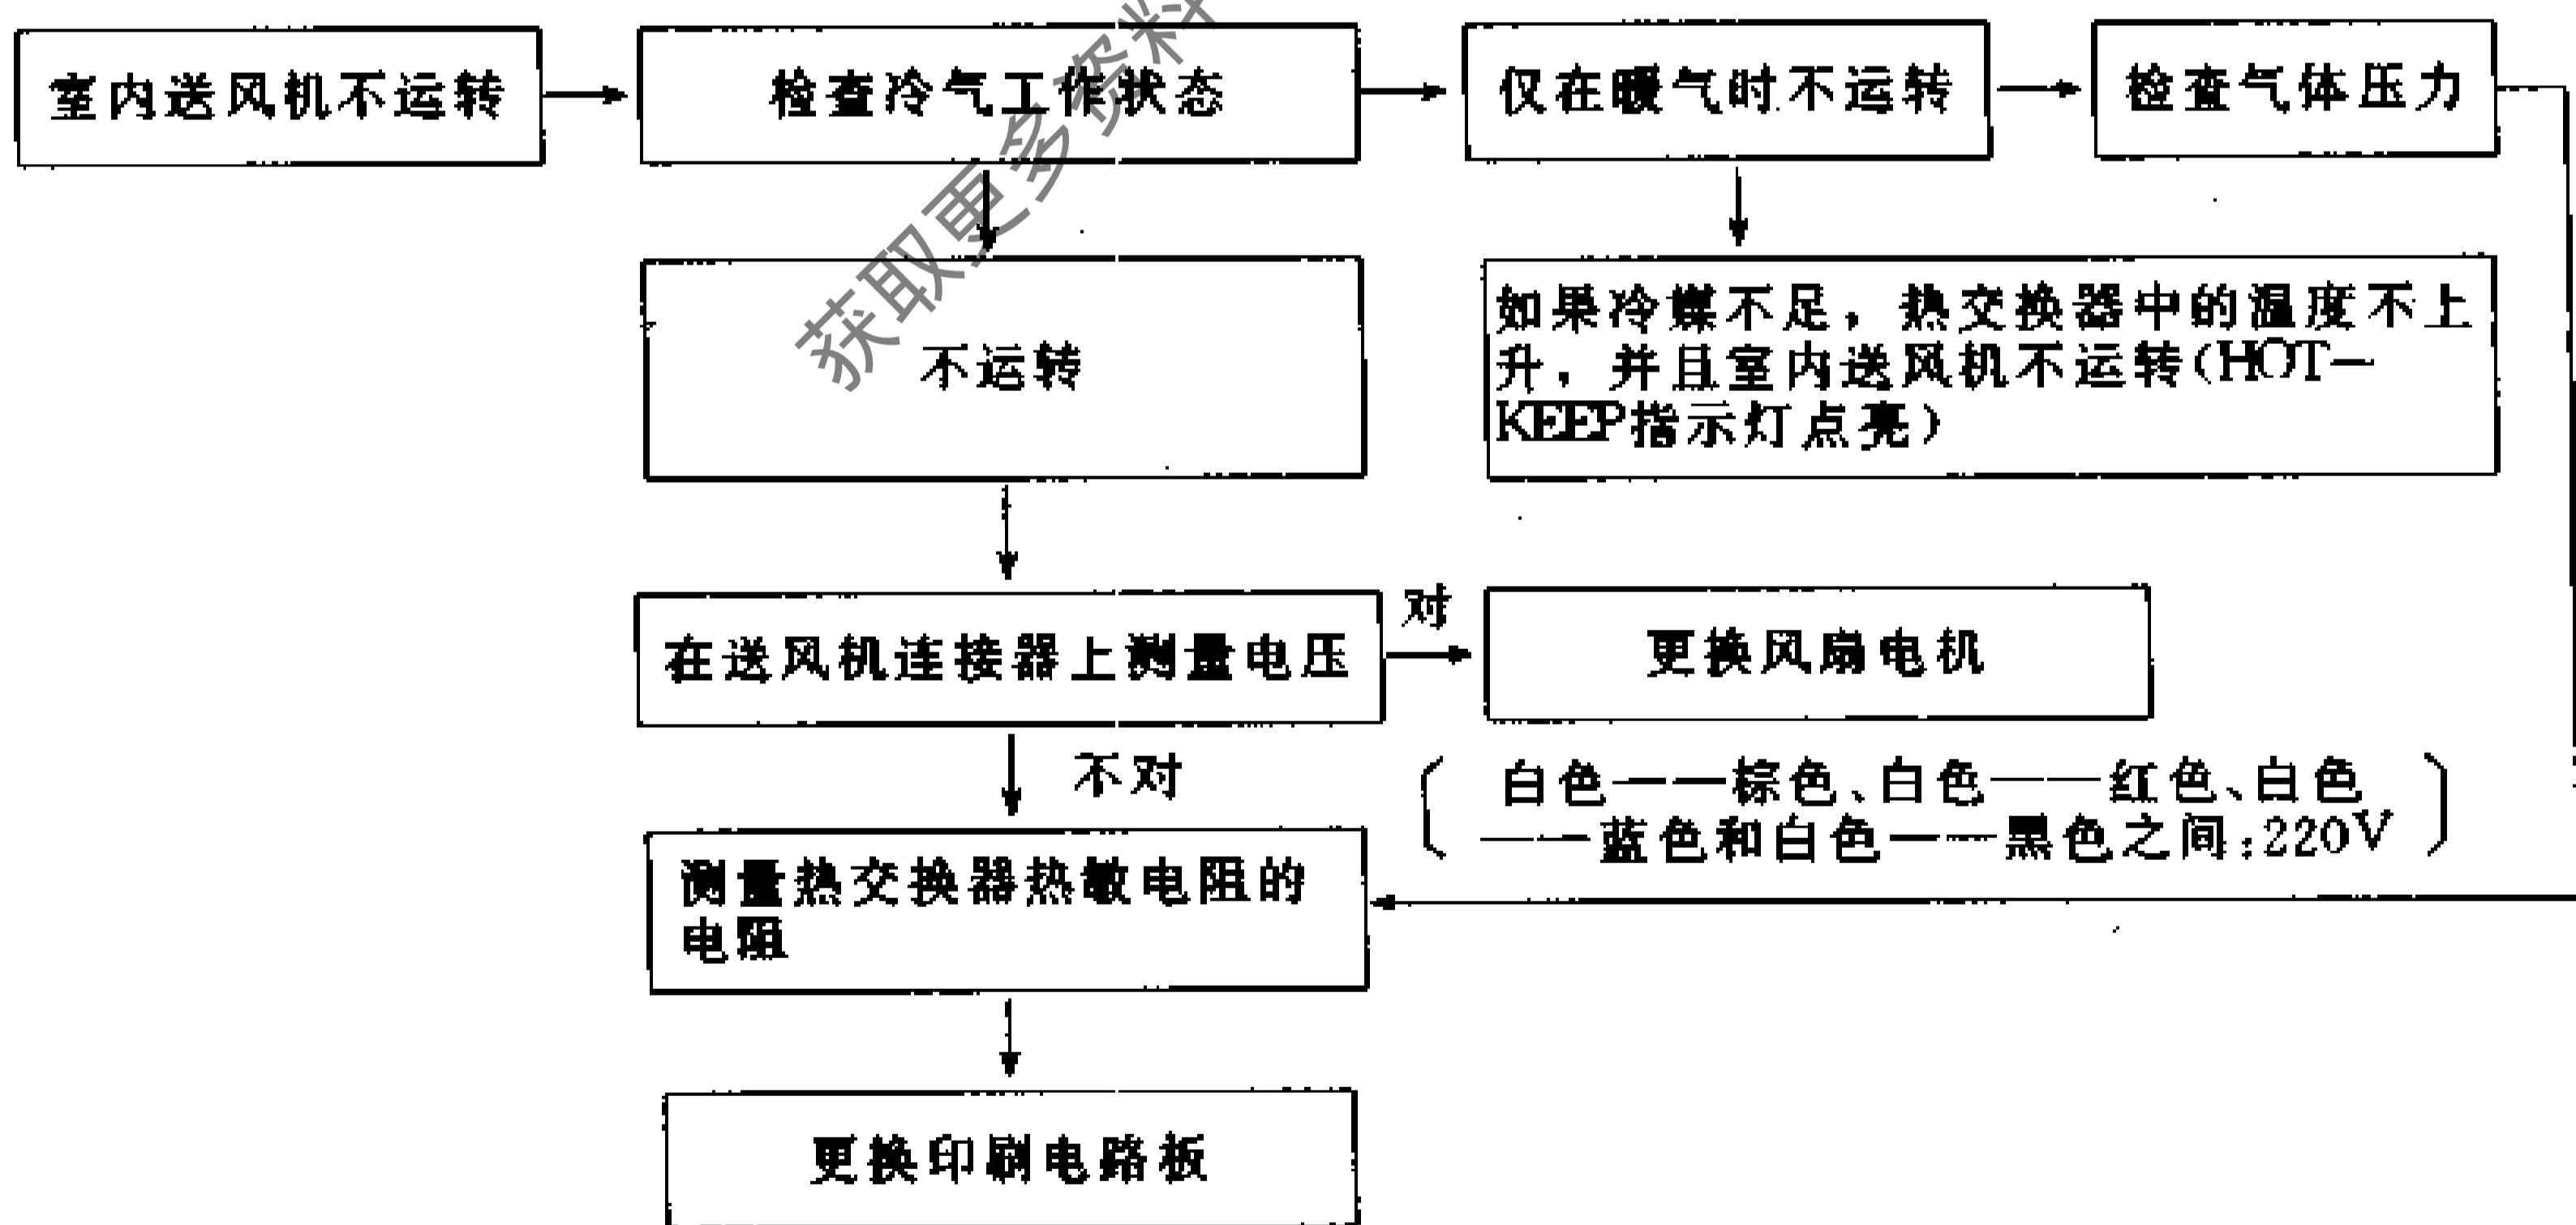 室内送风机不运转
检查冷气工作状态
仅在暖气时不运转
检查气体压力
不运转
如果冷媒不足，热交换器中的温度不上
升，并且室内送风机不运转(HOT-
KEEP指示灯点亮)
在送风机连接器上测量电压
对
更换风扇电机
不对
白色——棕色、白色——红色、白色
——蓝色和白色——黑色之间:220V
测量热交换器热敏电阻的
电阻
更换印刷电路板
获取更多资料